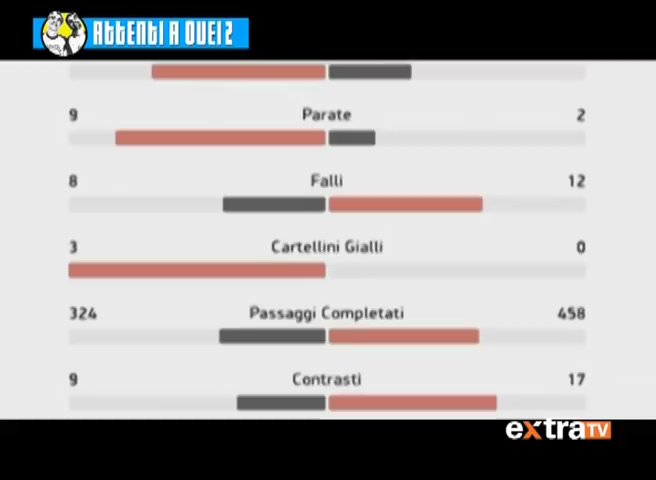 ATTENTI A QUEI 2
9 Parate 2
8 Falli 12
3 Cartellini Gialli 0
324 Passaggi Completati 458
9 Contrasti 17
extraTV